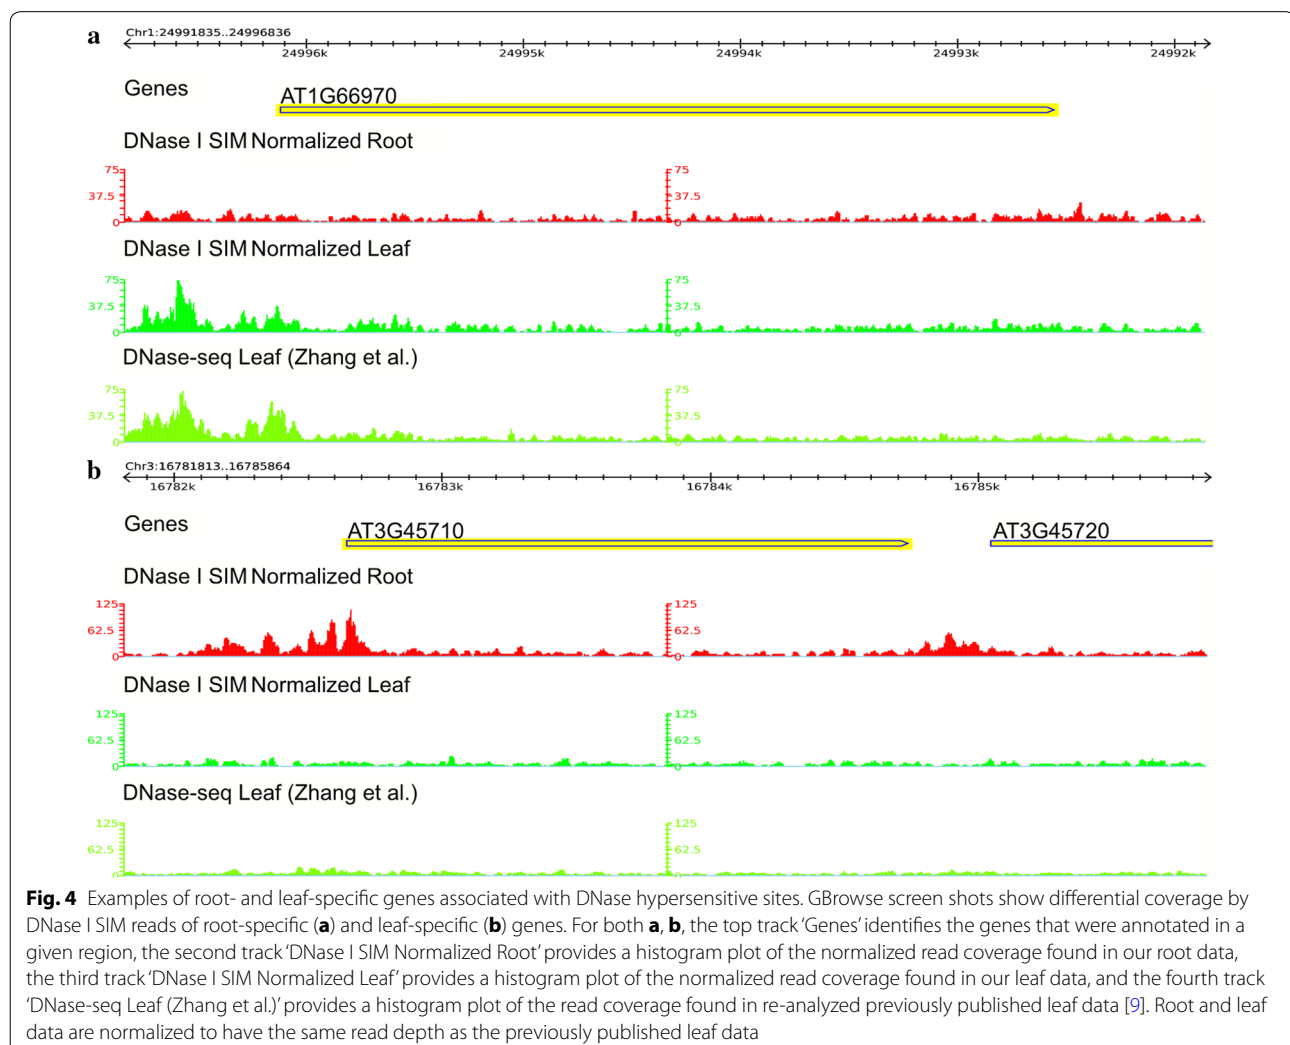 a
Chr1:24991835..24996836
24996k 24995k 24994k 24993k 24992k
Genes
AT1G66970
DNase I SIM Normalized Root
75 75
37.5 37.5
0 0
DNase I SIM Normalized Leaf
75 75
37.5 37.5
0 0
DNase-seq Leaf (Zhang et al.)
75 75
37.5 37.5
0 0
b
Chr3:16781813..16785864
16782k 16783k 16784k 16785k
Genes
AT3G45710 AT3G45720
DNase I SIM Normalized Root
125 125
62.5 62.5
0 0
DNase I SIM Normalized Leaf
125 125
62.5 62.5
0 0
DNase-seq Leaf (Zhang et al.)
125 125
62.5 62.5
0 0
Fig. 4 Examples of root- and leaf-specific genes associated with DNase hypersensitive sites. GBrowse screen shots show differential coverage by
DNase I SIM reads of root-specific (a) and leaf-specific (b) genes. For both a, b, the top track ‘Genes’ identifies the genes that were annotated in a
given region, the second track ‘DNase I SIM Normalized Root’ provides a histogram plot of the normalized read coverage found in our root data,
the third track ‘DNase I SIM Normalized Leaf’ provides a histogram plot of the normalized read coverage found in our leaf data, and the fourth track
‘DNase-seq Leaf (Zhang et al.)’ provides a histogram plot of the read coverage found in re-analyzed previously published leaf data [9]. Root and leaf
data are normalized to have the same read depth as the previously published leaf data